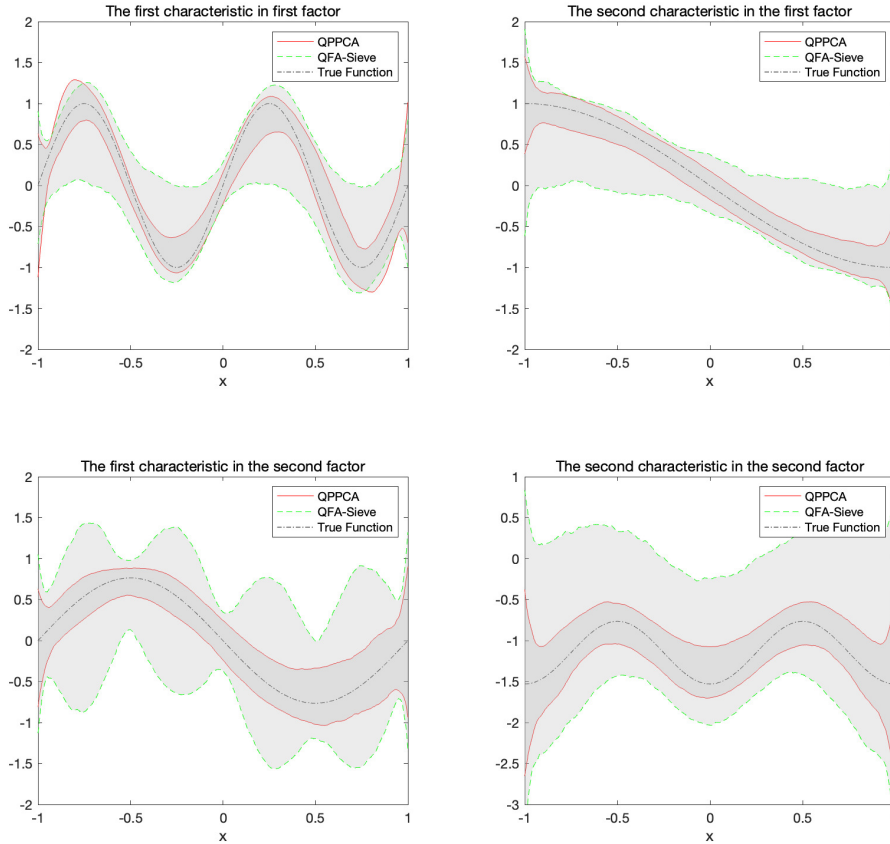 The first characteristic in first factor
2
1.5
1
0.5
0
-0.5
-1
-1.5
-2
QPPCA
QFA-Sieve
True Function
-1
-0.5
0
0.5
1
x
The second characteristic in the first factor
2
1.5
1
0.5
0
-0.5
-1
-1.5
-2
QPPCA
QFA-Sieve
True Function
-1
-0.5
0
0.5
x
The first characteristic in the second factor
2
1.5
1
0.5
0
-0.5
-1
-1.5
-2
QPPCA
QFA-Sieve
True Function
-1
-0.5
0
0.5
1
x
The second characteristic in the second factor
1
0.5
0
-0.5
-1
-1.5
-2
-2.5
-3
QPPCA
QFA-Sieve
True Function
-1
-0.5
0
0.5
x